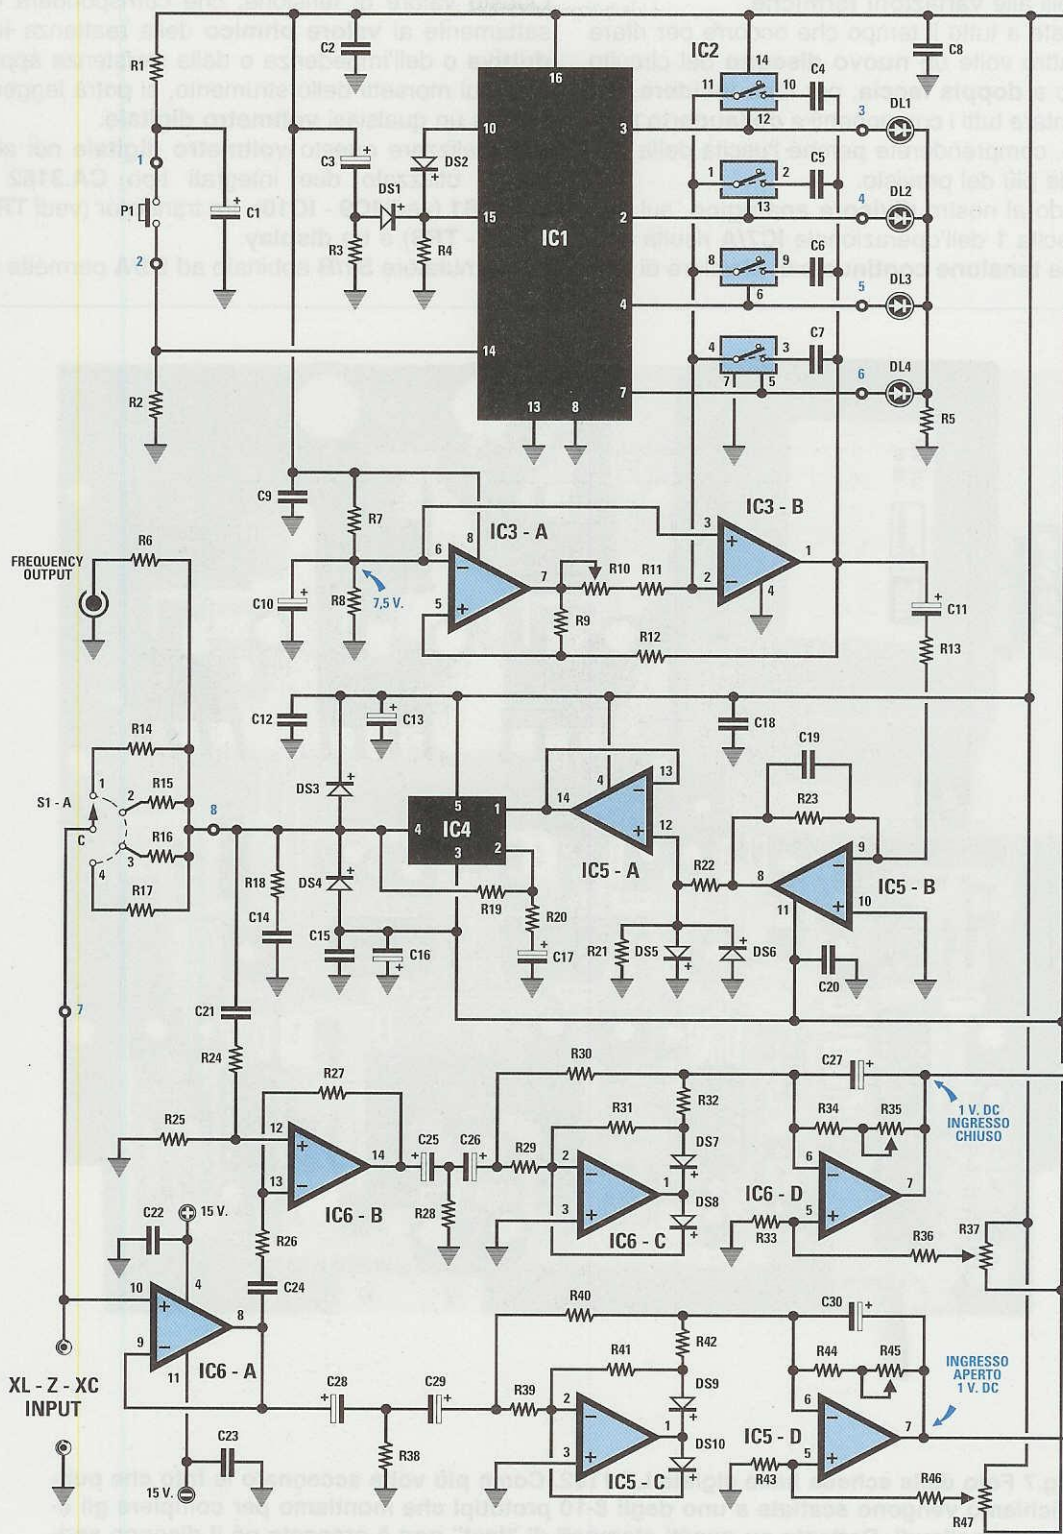 R1
C2
IC2
C8
16
14
11
10
C4
12
3
DL1
10
3
C3
DS2
1
2
C5
13
4
DL2
1
DS1
15
2
P1
C1
IC1
R3
R4
8
9
C6
6
5
DL3
2
4
14
4
3
C7
7
5
6
DL4
7
R2
13
8
R5
C9
R7
IC3 - A
IC3 - B
R6
FREQUENCY
OUTPUT
8
3
6
7
R10
R11
1
2
C10
R8
7,5 V.
5
R9
4
C11
R12
R13
C12
C13
C18
R14
C19
1
13
R23
S1 - A
2
R15
DS3
4
14
8
5
1
12
C
R16
4
IC4
9
3
2
IC5 - A
R22
8
IC5 - B
4
3
R17
R18
DS4
R19
11
10
R20
C14
C15
C16
C17
R21
DS5
DS6
C20
7
C21
R24
R30
C27
R27
R32
1 V. DC
INGRESSO
CHIUSO
R31
R34
R35
R25
12
C25
C26
R29
2
DS7
14
6
13
1
IC6 - D
7
C22
15 V.
IC6 - B
R28
3
DS8
5
R37
R26
IC6 - C
R33
R36
10
4
C24
8
R40
C30
9
R42
IC6 - A
R41
R44
R45
INGRESSO
APERTO
1 V. DC
XL - Z - XC
INPUT
11
C28
C29
R39
2
DS9
6
1
IC5 - D
7
C23
R38
3
DS10
5
IC5 - C
R43
R46
15 V.
R47